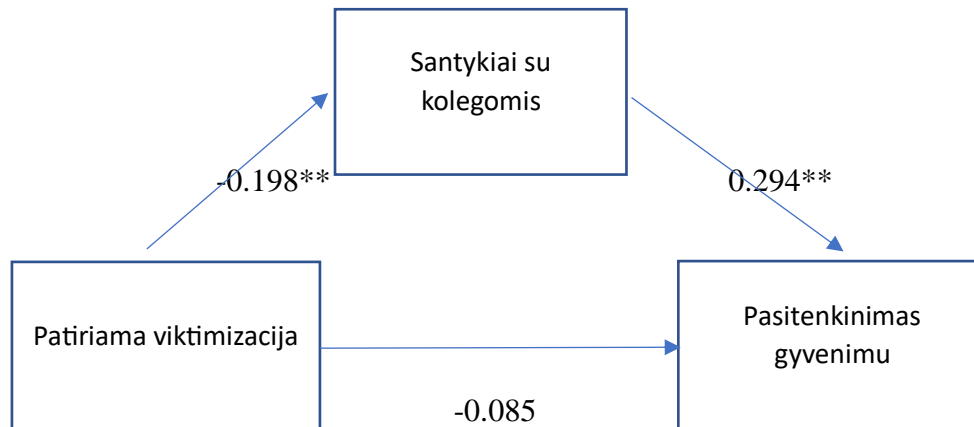 Santykiai su
kolegomis
-0.198**
0.294**
Patiriama viktimizacija
Pasitenkinimas
gyvenimu
-0.085